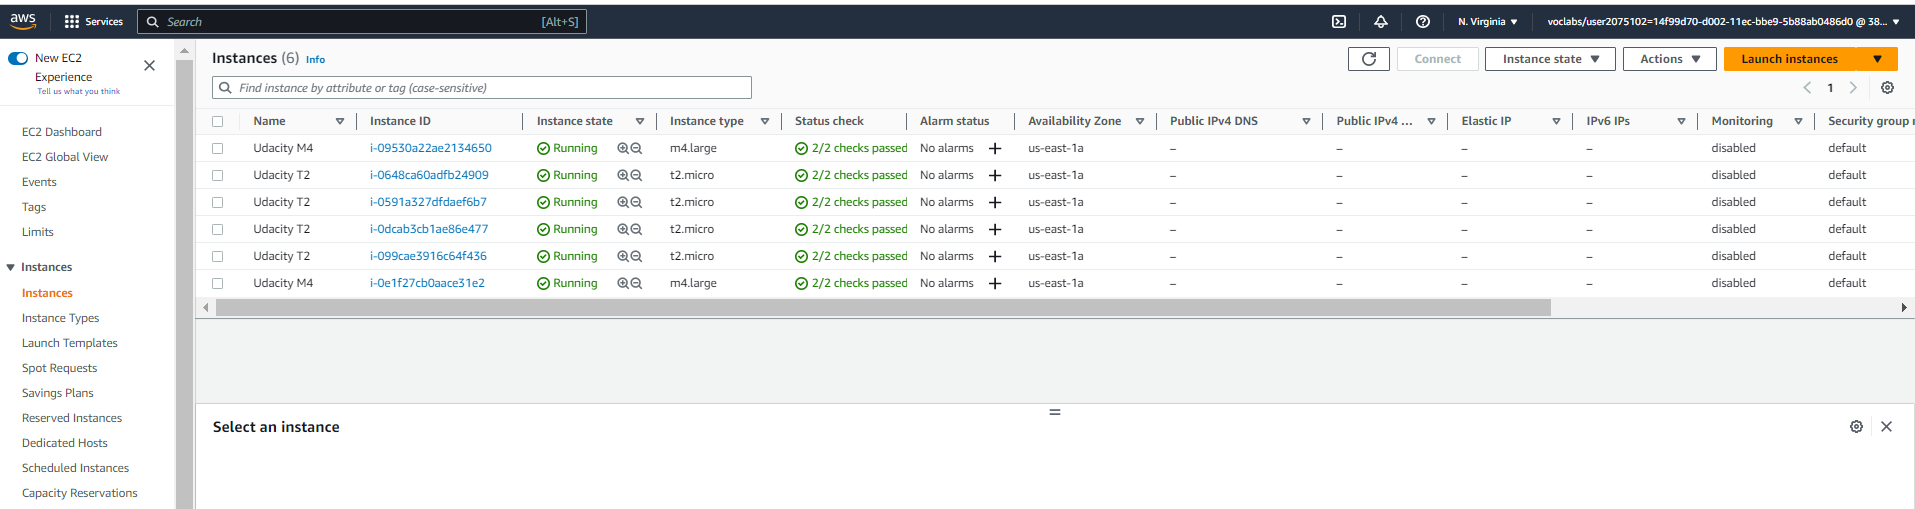 aws Services Search [Alt+S] N. Virginia voclabs/user2075102=14f99d70-d002-11ec-bbe9-5b88ab0486d0 @ 38...
New EC2
Experience
Tell us what you think
EC2 Dashboard
EC2 Global View
Events
Tags
Limits
Instances
Instances
Instance Types
Launch Templates
Spot Requests
Savings Plans
Reserved Instances
Dedicated Hosts
Scheduled Instances
Capacity Reservations
Instances (6) Info Connect Instance state Actions Launch instances
Find instance by attribute or tag (case-sensitive) 1
Name Instance ID Instance state Instance type Status check Alarm status Availability Zone Public IPv4 DNS Public IPv4 ... Elastic IP IPv6 IPs Monitoring Security group
Udacity M4 i-09530a22ae2134650 Running m4.large 2/2 checks passed No alarms + us-east-1a – – – – disabled default
Udacity T2 i-0648ca60adfb24909 Running t2.micro 2/2 checks passed No alarms + us-east-1a – – – – disabled default
Udacity T2 i-0591a327dfdaef6b7 Running t2.micro 2/2 checks passed No alarms + us-east-1a – – – – disabled default
Udacity T2 i-0dcab3cb1ae86e477 Running t2.micro 2/2 checks passed No alarms + us-east-1a – – – – disabled default
Udacity T2 i-099cae3916c64f436 Running t2.micro 2/2 checks passed No alarms + us-east-1a – – – – disabled default
Udacity M4 i-0e1f27cb0aace31e2 Running m4.large 2/2 checks passed No alarms + us-east-1a – – – – disabled default
Select an instance